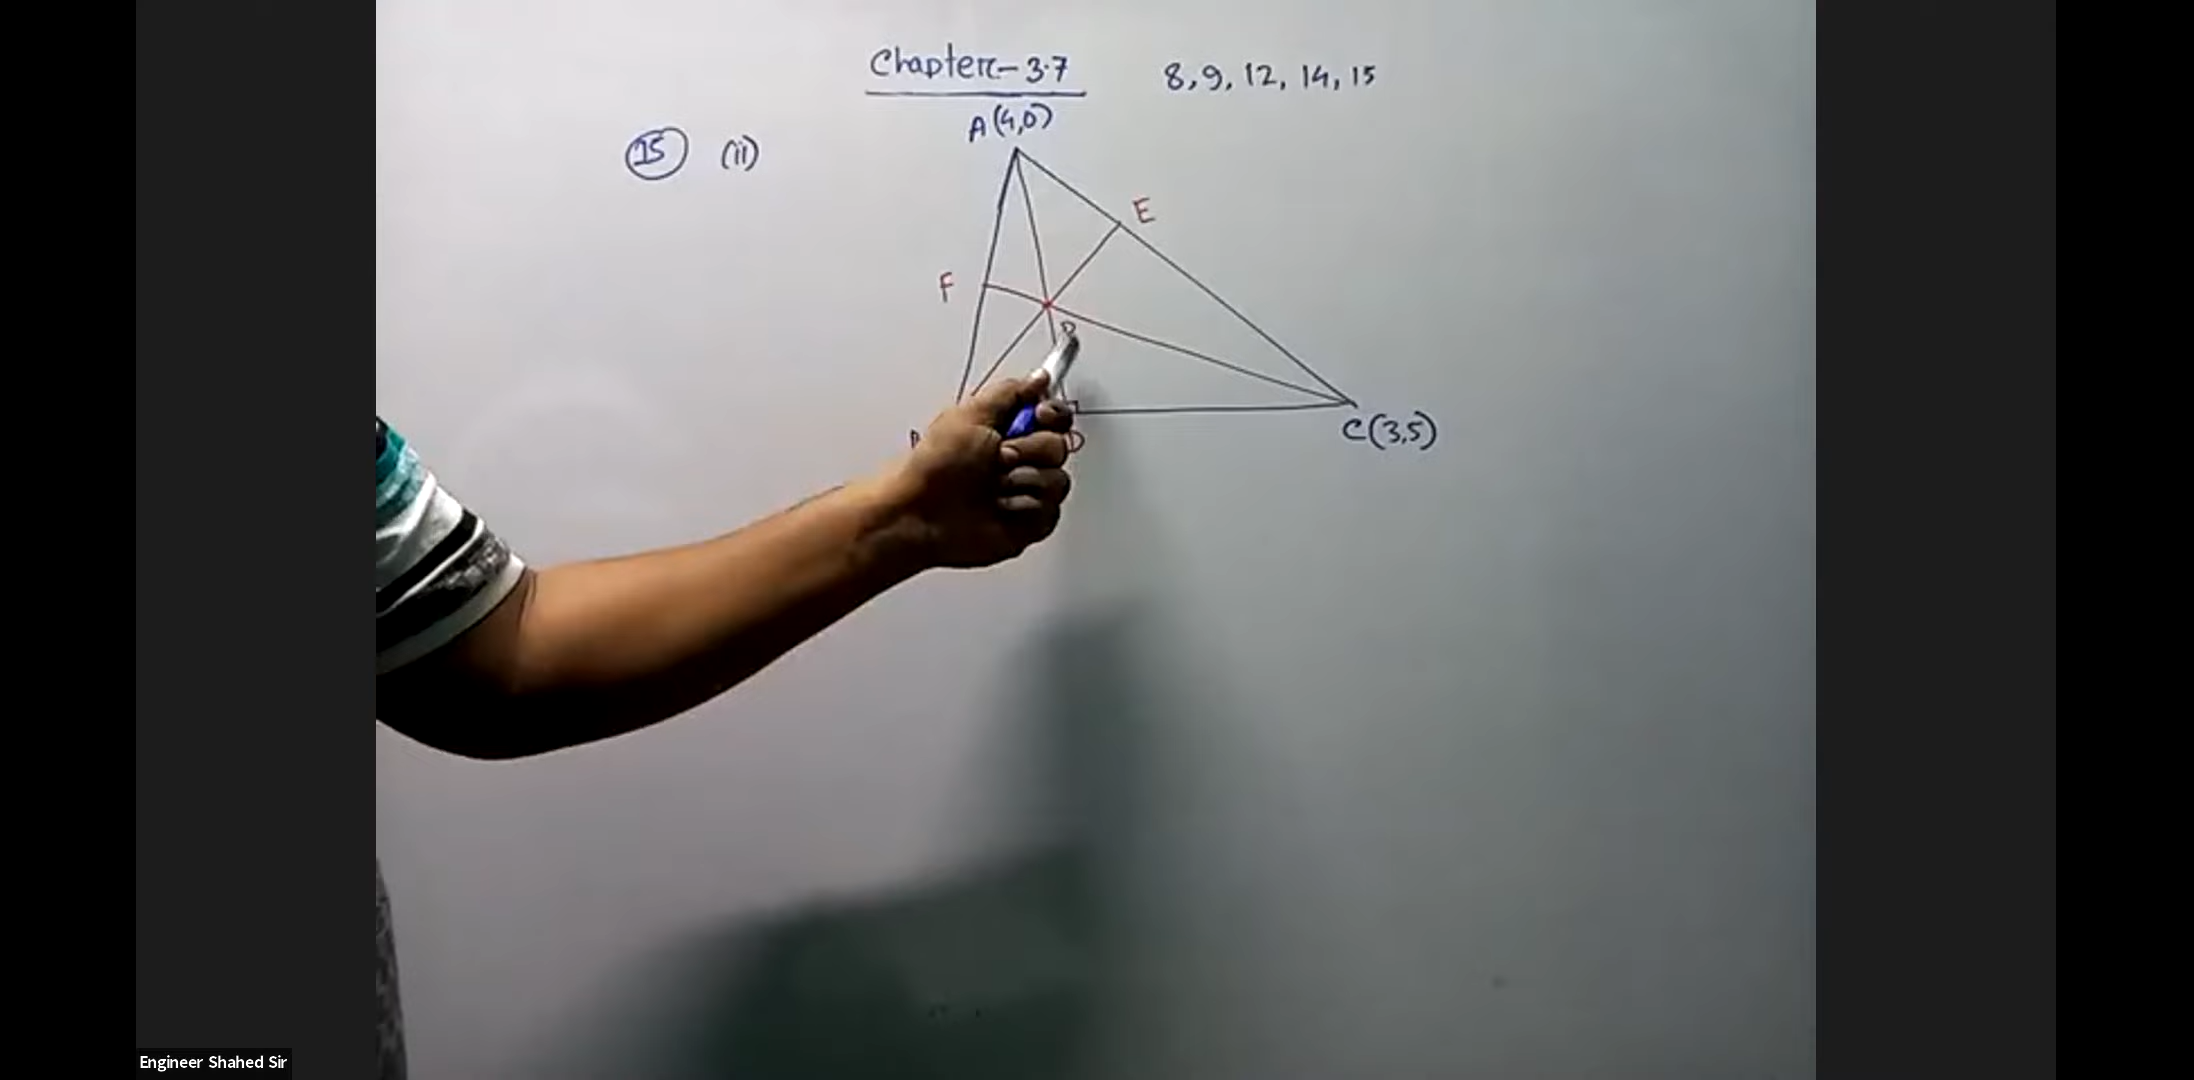 Chapter-3.7
8, 9, 12, 14, 15
A(4,0)
15 (ii)
E
F
C(3,5)
D
Engineer Shahed Sir